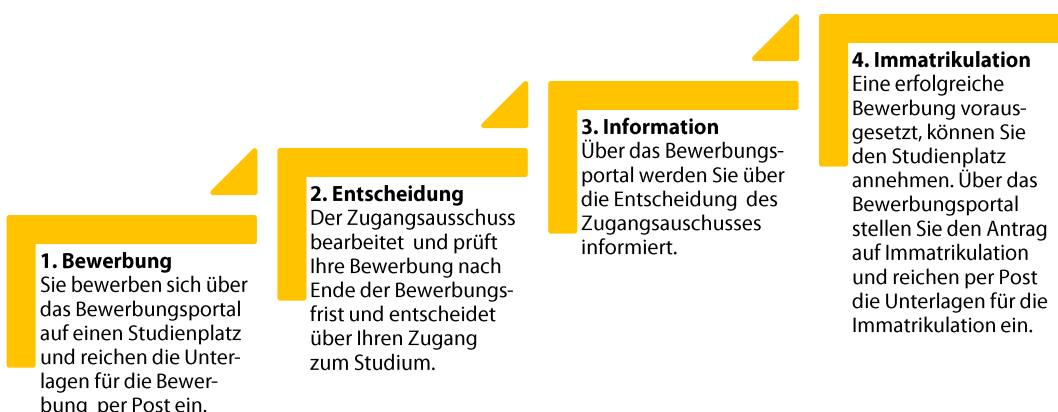 1. Bewerbung
Sie bewerben sich über
das Bewerbungsportal
auf einen Studienplatz
und reichen die Unter-
lagen für die Bewer-
bung per Post ein.
2. Entscheidung
Der Zugangsausschuss
bearbeitet und prüft
Ihre Bewerbung nach
Ende der Bewerbungs-
frist und entscheidet
über Ihren Zugang
zum Studium.
3. Information
Über das Bewerbungs-
portal werden Sie über
die Entscheidung des
Zugangsauschusses
informiert.
4. Immatrikulation
Eine erfolgreiche
Bewerbung voraus-
gesetzt, können Sie
den Studienplatz
annehmen. Über das
Bewerbungsportal
stellen Sie den Antrag
auf Immatrikulation
und reichen per Post
die Unterlagen für die
Immatrikulation ein.